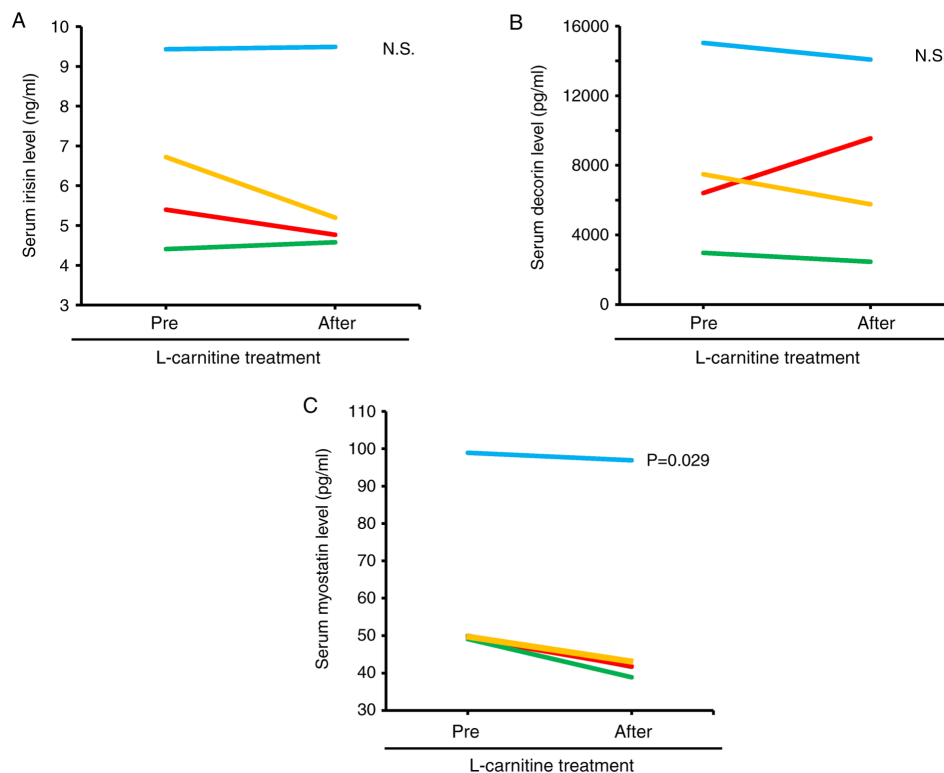 A
Serum irisin level (ng/ml)
10
9
8
7
6
5
4
3
N.S.
Pre After
L-carnitine treatment
B
Serum decorin level (pg/ml)
16000
12000
8000
4000
0
N.S
Pre After
L-carnitine treatment
C
Serum myostatin level (pg/ml)
110
100
90
80
70
60
50
40
30
P=0.029
Pre After
L-carnitine treatment